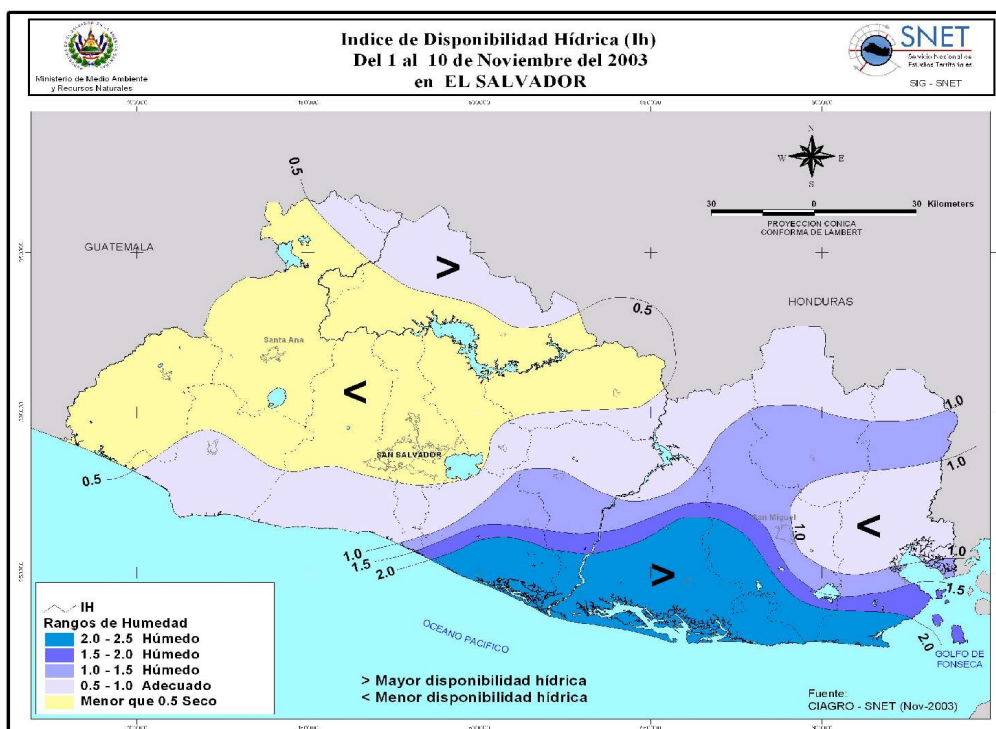 Indice de Disponibilidad Hídrica (Ih)
Del 1 al 10 de Noviembre del 2003
en EL SALVADOR
Ministerio de Medio Ambiente
y Recursos Naturales
SNET
Servicio Nacional de
Estudios Territoriales
SIG - SNET
N
W E
S
30 0 30 Kilometers
PROYECCION CONICA
CONFORMA DE LAMBERT
GUATEMALA
HONDURAS
0.5
>
0.5
Santa Ana
<
SAN SALVADOR
0.5
1.0
1.0
San Miguel
1.0
<
1.0
1.5
2.0
1.0
1.5
2.0
>
OCEANO PACIFICO
GOLFO DE
FONSECA
IH
Rangos de Humedad
2.0 - 2.5 Húmedo
1.5 - 2.0 Húmedo
1.0 - 1.5 Húmedo
0.5 - 1.0 Adecuado
Menor que 0.5 Seco
> Mayor disponibilidad hídrica
< Menor disponibilidad hídrica
Fuente:
CIAGRO - SNET (Nov-2003)